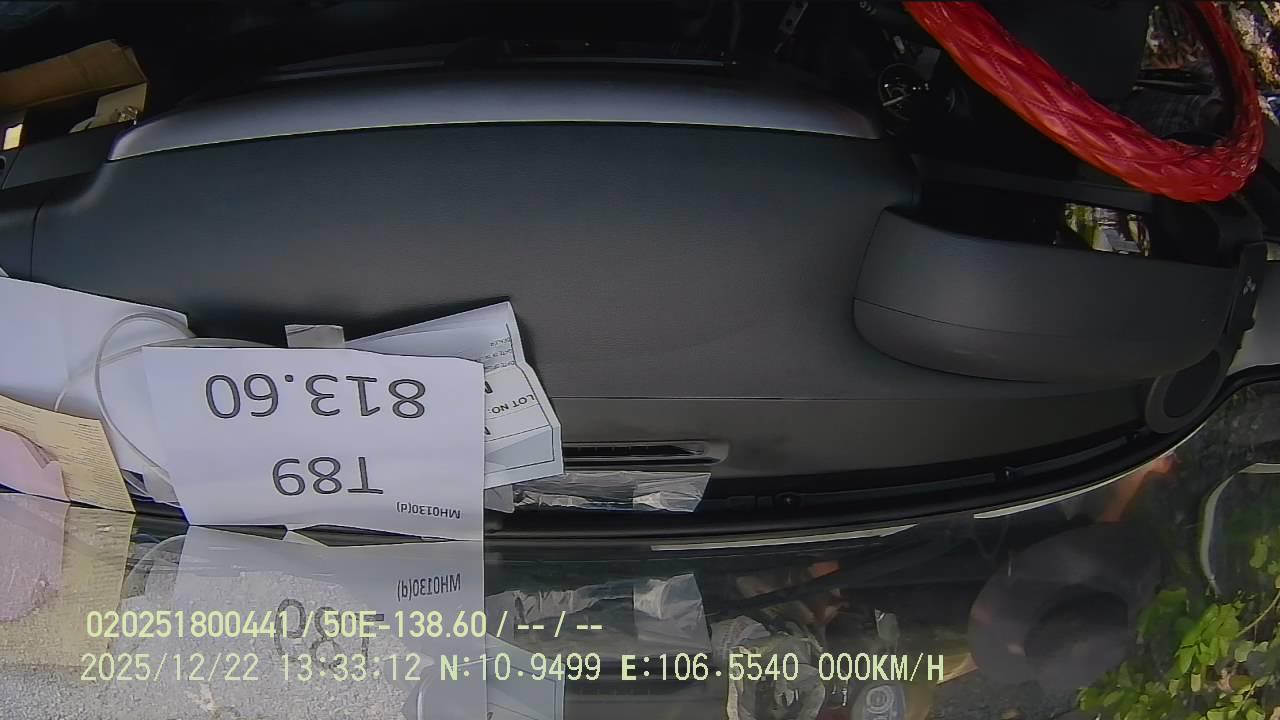 MH0130(d)
T89
813.60
LOT NO.
020251800441 / 50E-138.60 / -- / --
2025/12/22 13:33:12 N:10.9499 E:106.5540 000KM/H